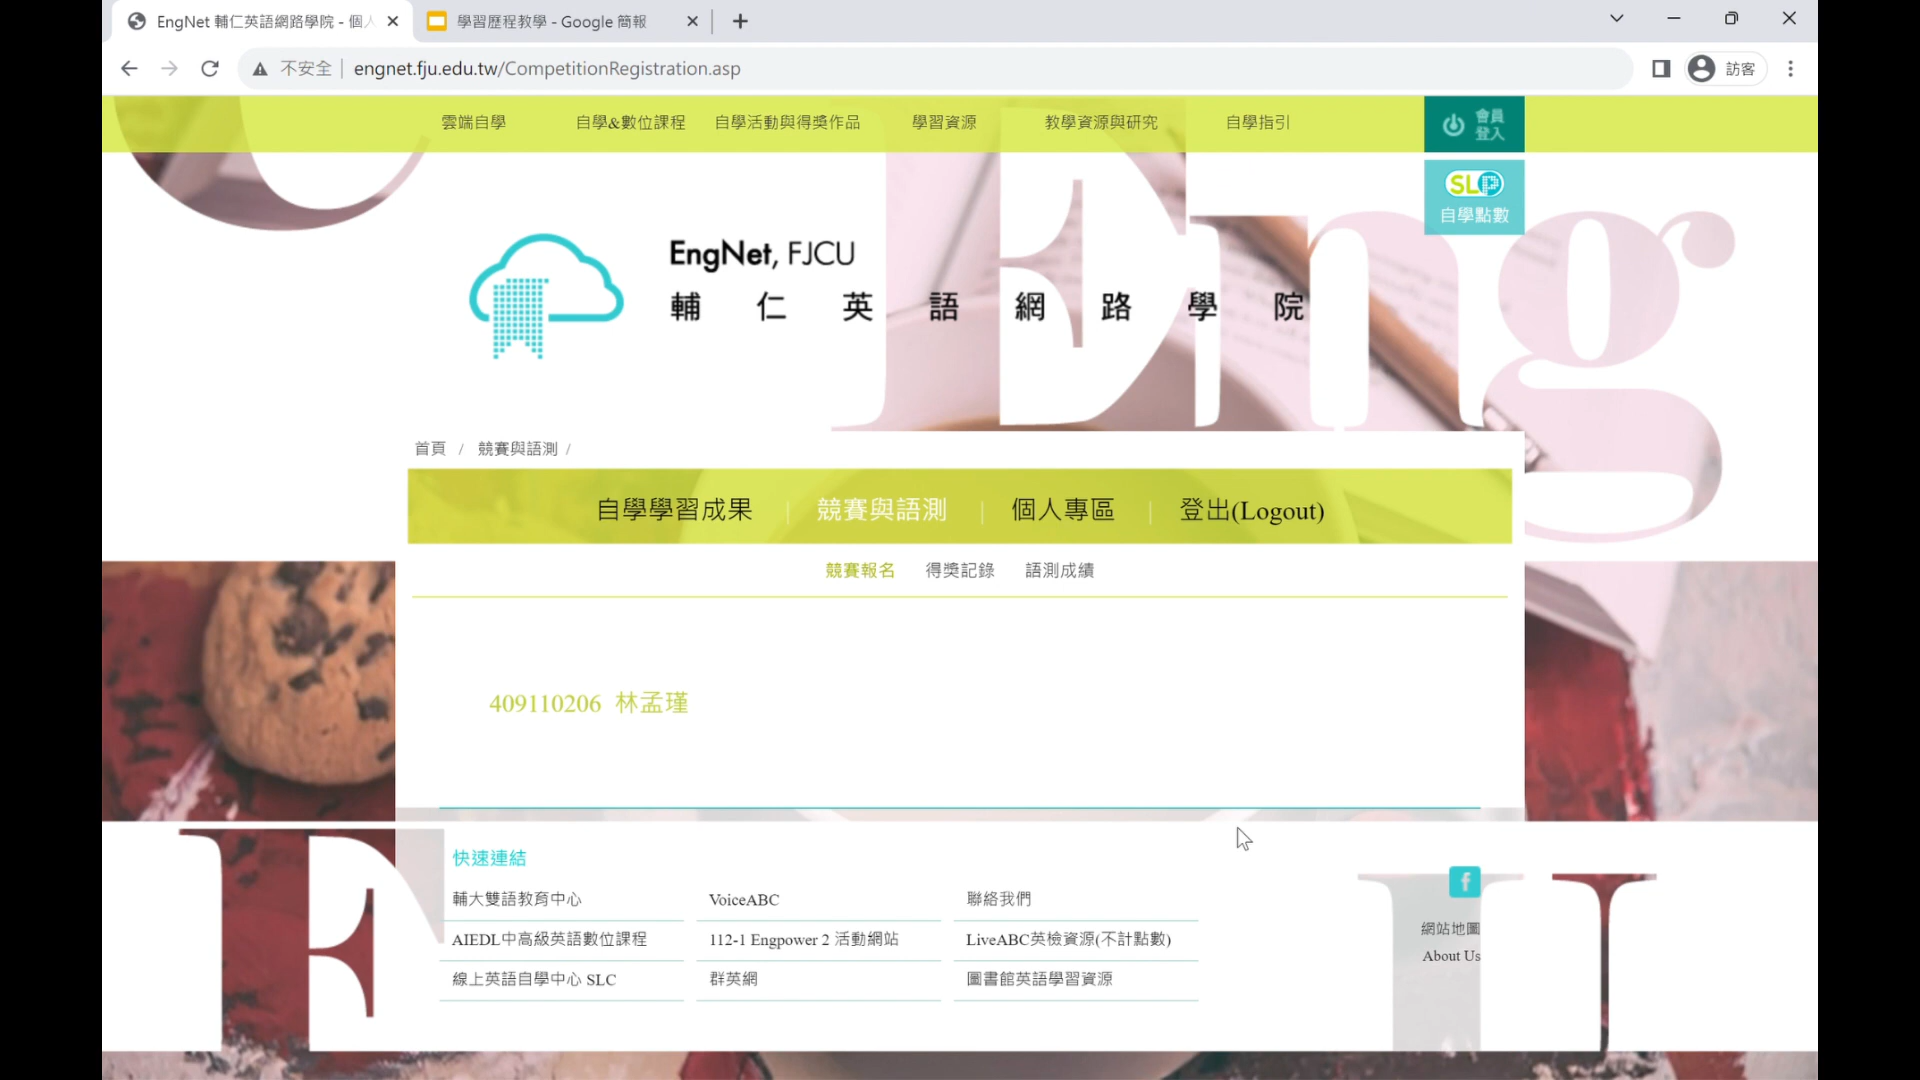 EngNet 輔仁英語網路學院 - 個人
學習歷程教學 - Google 簡報
不安全
engnet.fju.edu.tw/CompetitionRegistration.asp
訪客
雲端自學
自學&數位課程
自學活動與得獎作品
學習資源
教學資源與研究
自學指引
會員
登入
SLP
自學點數
Eng
EngNet, FJCU
輔仁英語網路學院
首頁 / 競賽與語測 /
自學學習成果 | 競賽與語測 | 個人專區 | 登出(Logout)
競賽報名 得獎記錄 語測成績
409110206 林孟瑾
快速連結
輔大雙語教育中心
VoiceABC
聯絡我們
AIEDL中高級英語數位課程
112-1 Engpower 2 活動網站
LiveABC英檢資源(不計點數)
線上英語自學中心 SLC
群英網
圖書館英語學習資源
f
網站地圖
About Us